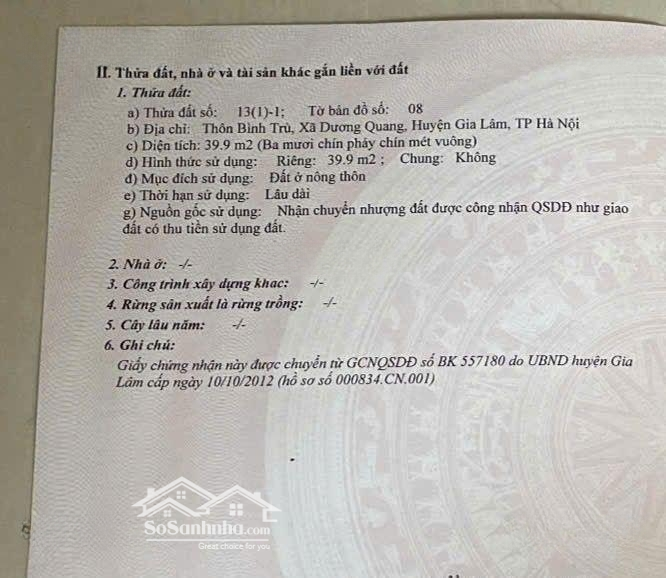 II. Thửa đất, nhà ở và tài sản khác gắn liền với đất
1. Thửa đất:
a) Thửa đất số: 13(1)-1; Tờ bản đồ số: 08
b) Địa chỉ: Thôn Bình Trù, Xã Dương Quang, Huyện Gia Lâm, TP Hà Nội
c) Diện tích: 39.9 m2 (Ba mươi chín phảy chín mét vuông)
d) Hình thức sử dụng: Riêng: 39.9 m2 ; Chung: Không
đ) Mục đích sử dụng: Đất ở nông thôn
e) Thời hạn sử dụng: Lâu dài
g) Nguồn gốc sử dụng: Nhận chuyển nhượng đất được công nhận QSDĐ như giao
đất có thu tiền sử dụng đất.
2. Nhà ở: -/-
3. Công trình xây dựng khac: -/-
4. Rừng sản xuất là rừng trồng: -/-
5. Cây lâu năm: -/-
6. Ghi chú:
Giấy chứng nhận này được chuyển từ GCNQSDĐ số BK 557180 do UBND huyện Gia
Lâm cấp ngày 10/10/2012 (hồ sơ số 000834.CN.001)
SoSanhnha.com
Great choice for you